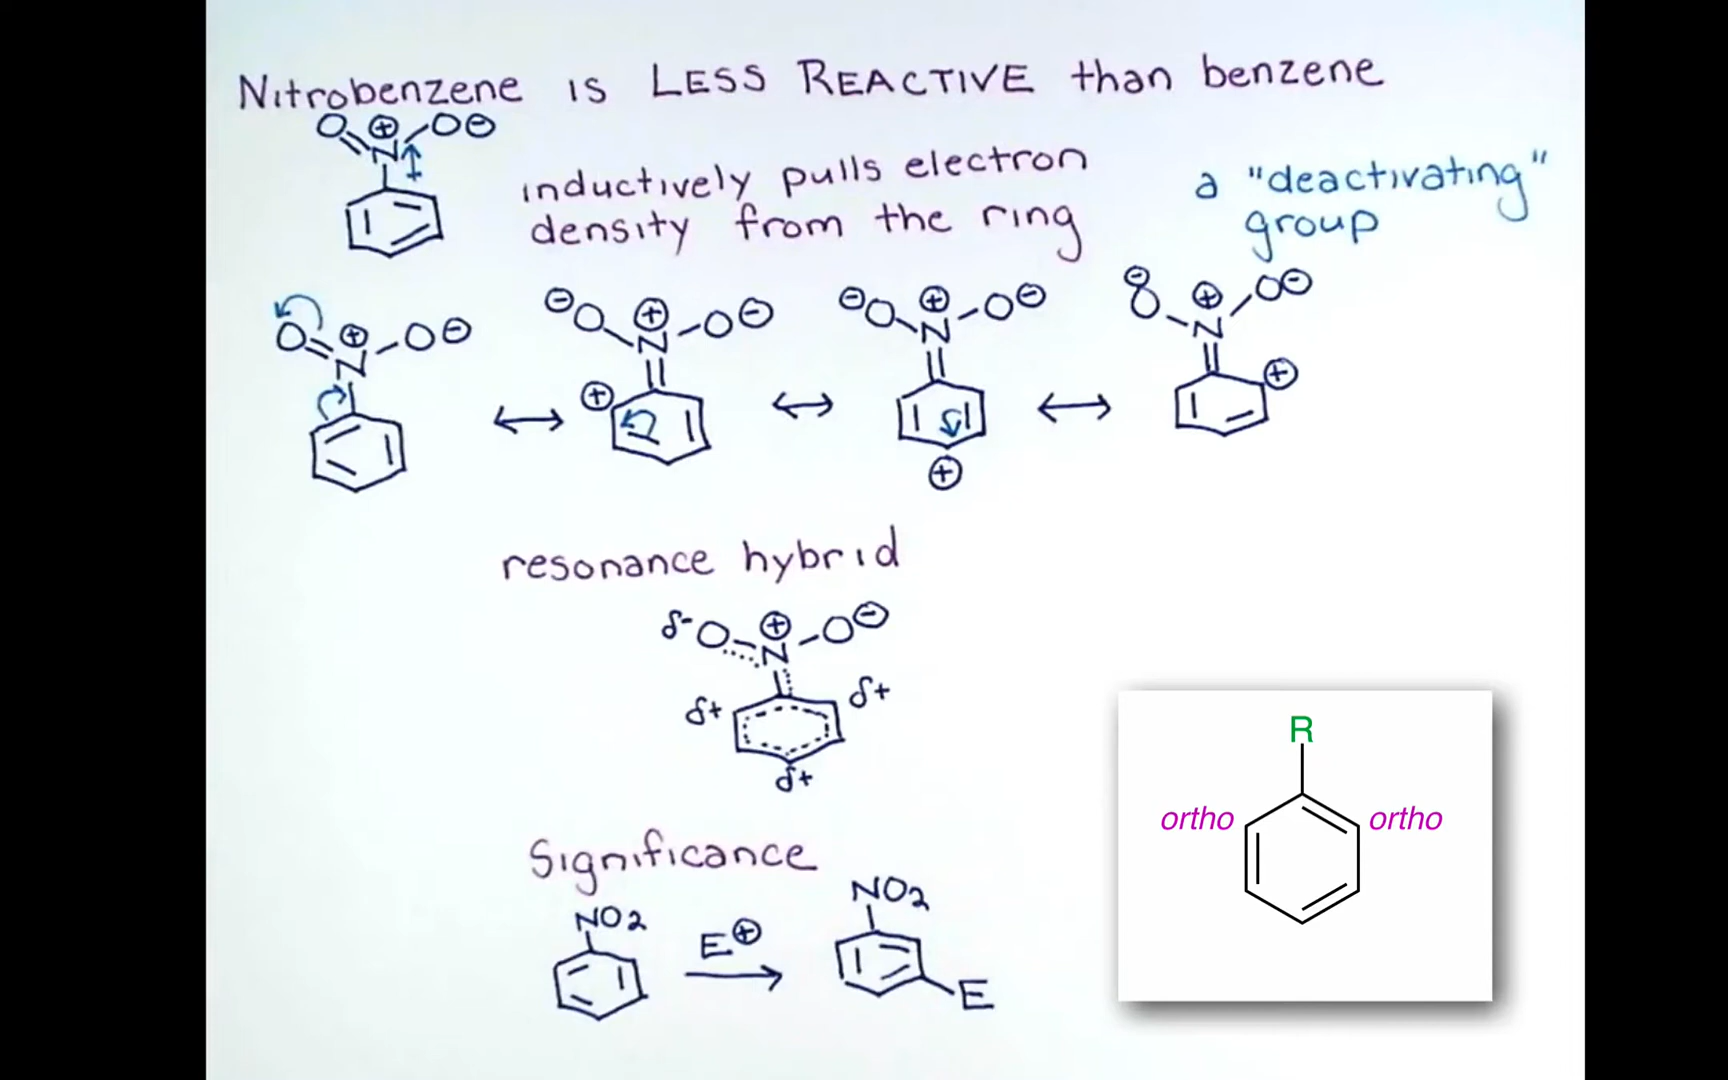 Nitrobenzene is LESS REACTIVE than benzene
O ⊕ O⊖
N
inductively pulls electron
density from the ring
a "deactivating"
group
O ⊕ N O⊖
⊖O ⊕ N O⊖ ⊕
⊖O ⊕ N O⊖ ⊕
⊖O ⊕ N O⊖ ⊕
resonance hybrid
δ- O ⊕ N O⊖
δ+ δ+
δ+
R
ortho ortho
Significance
NO2 E⊕ NO2
E